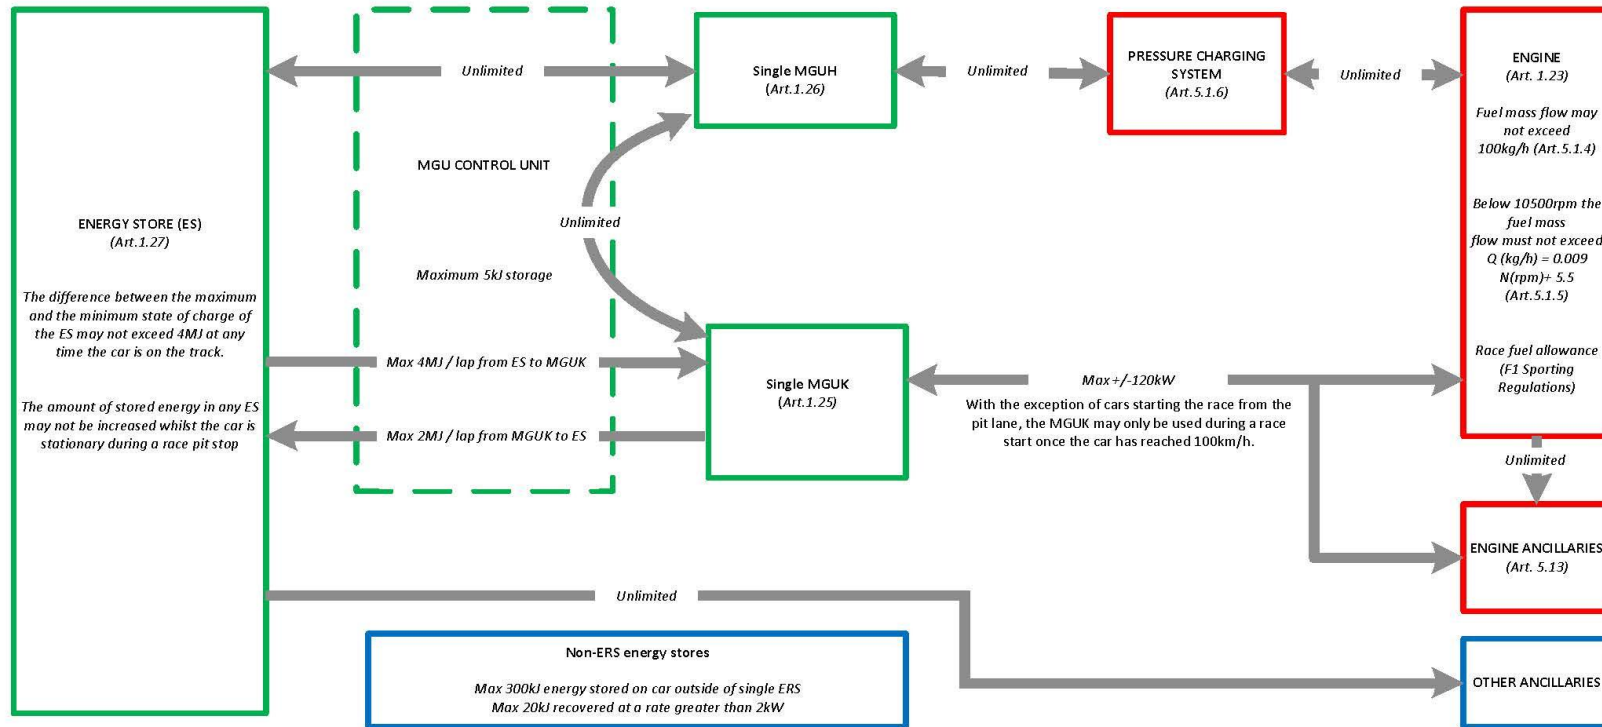 ENERGY STORE (ES)
(Art.1.27)
The difference between the maximum
and the minimum state of charge of
the ES may not exceed 4MJ at any
time the car is on the track.
The amount of stored energy in any ES
may not be increased whilst the car is
stationary during a race pit stop
Unlimited
MGU CONTROL UNIT
Unlimited
Maximum 5kJ storage
Max 4MJ / lap from ES to MGUK
Max 2MJ / lap from MGUK to ES
Single MGUH
(Art.1.26)
Unlimited
PRESSURE CHARGING
SYSTEM
(Art.5.1.6)
Unlimited
ENGINE
(Art. 1.23)
Fuel mass flow may
not exceed
100kg/h (Art.5.1.4)
Below 10500rpm the
fuel mass
flow must not exceed
Q (kg/h) = 0.009
N(rpm)+ 5.5
(Art.5.1.5)
Race fuel allowance
(F1 Sporting
Regulations)
Single MGUK
(Art.1.25)
Max +/-120kW
With the exception of cars starting the race from the
pit lane, the MGUK may only be used during a race
start once the car has reached 100km/h.
Unlimited
ENGINE ANCILLARIES
(Art. 5.13)
Unlimited
Non-ERS energy stores
Max 300kJ energy stored on car outside of single ERS
Max 20kJ recovered at a rate greater than 2kW
OTHER ANCILLARIES